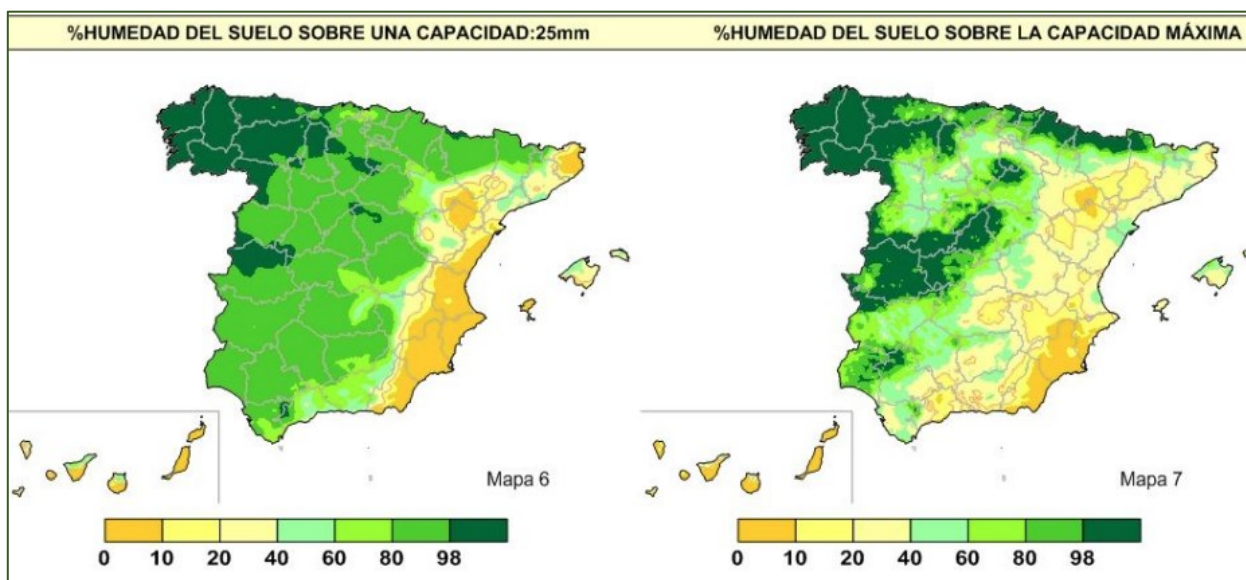 %HUMEDAD DEL SUELO SOBRE UNA CAPACIDAD:25mm
%HUMEDAD DEL SUELO SOBRE LA CAPACIDAD MÁXIMA
Mapa 6
Mapa 7
0 10 20 40 60 80 98
0 10 20 40 60 80 98